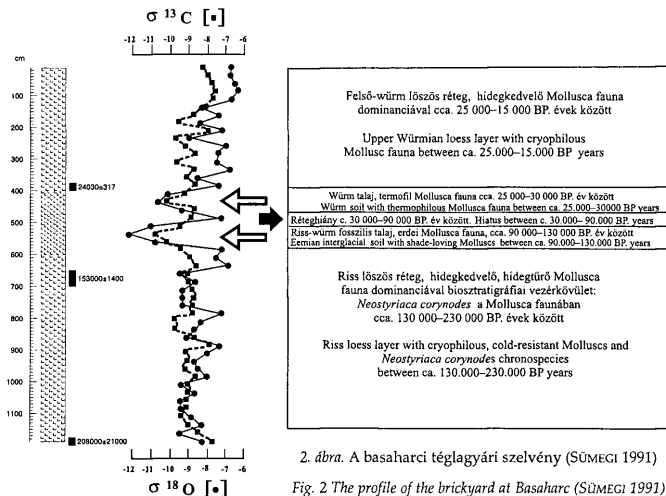 σ ¹³ C [▪]
-11 -10 -9 -8 -7 -6
cm
-12 -11 -10 -9 -8 -7 -6
100
200
300
400
500
600
700
800
900
1000
1100
24030±317
153000±1400
208000±21000
-12 -11 -10 -9 -8 -7 -6
σ ¹⁸ O [•]
Felső-würm löszös réteg, hidegkedvelő Mollusca fauna
dominanciával cca. 25 000–15 000 BP. évek között
Upper Würmian loess layer with cryophilous
Mollusc fauna between ca. 25.000–15.000 BP years
Würm talaj, termofil Mollusca fauna cca. 25 000–30 000 BP. év között
Würm soil with thermophilous Mollusca fauna between ca. 25.000–30000 BP years
Réteghiány c. 30 000–90 000 BP. év között. Hiatus between c. 30.000– 90.000 BP. years
Riss-würm fosszilis talaj, erdei Mollusca fauna, cca. 90 000–130 000 BP. év között
Eemian interglacial soil with shade-loving Molluscs between ca. 90.000–130.000 BP. years
Riss löszös réteg, hidegkedvelő, hidegtűrő Mollusca
fauna dominanciával biosztratigráfiai vezérkövület:
Neostyriaca corynodes a Mollusca faunában
cca. 130 000–230 000 BP. évek között
Riss loess layer with cryophilous, cold-resistant Molluscs and
Neostyriaca corynodes chronospecies
between ca. 130.000–230.000 BP years
2. ábra. A basaharci téglagyári szelvény (SÜMEGI 1991)
Fig. 2 The profile of the brickyard at Basaharc (SÜMEGI 1991)